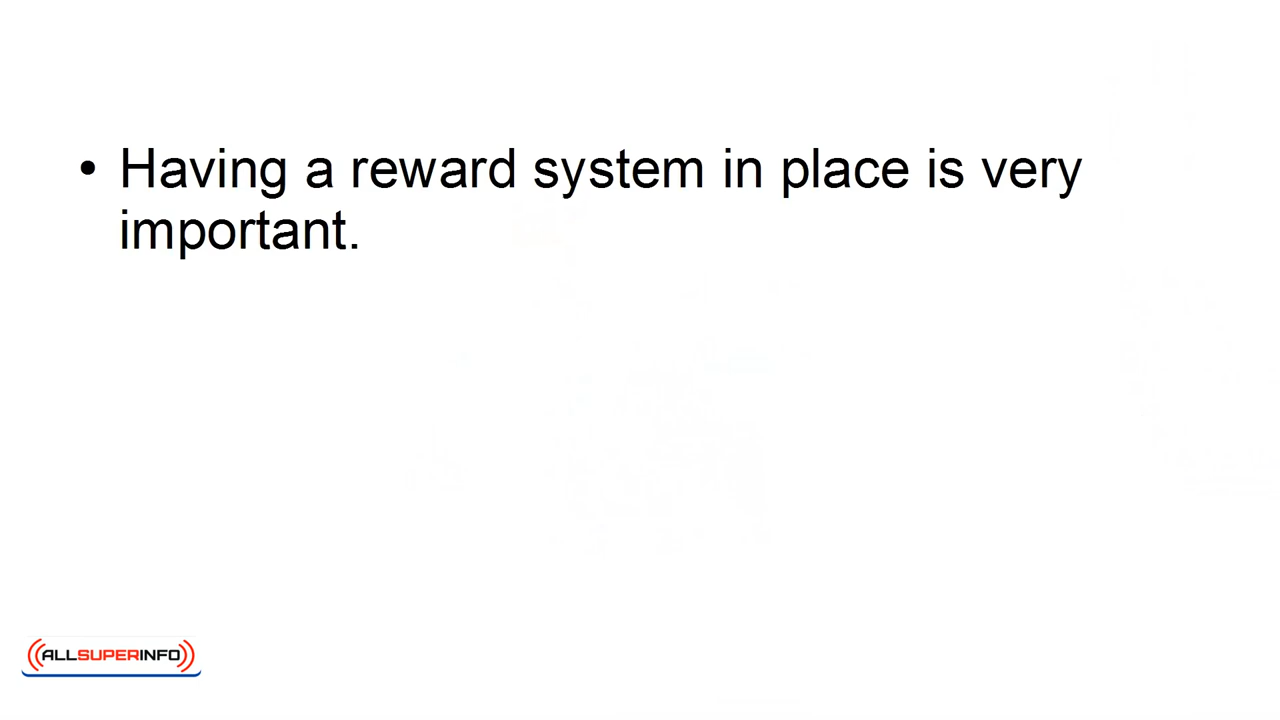 • Having a reward system in place is very
important.
ALLSUPERINFO